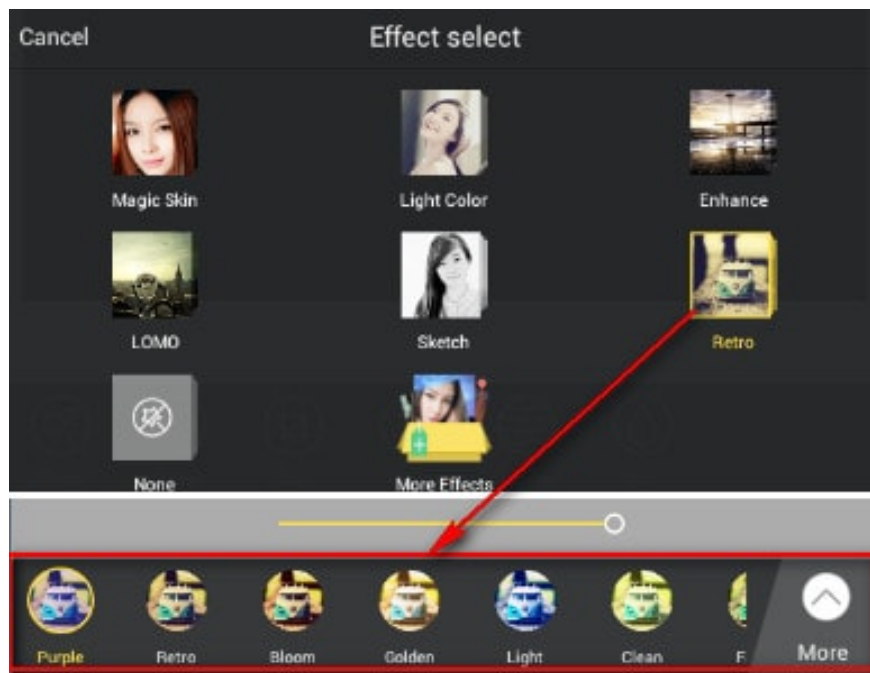 Cancel Effect select
Magic Skin Light Color Enhance
LOMO Sketch Retro
None More Effects
Purple Retro Bloom Golden Light Clean F More